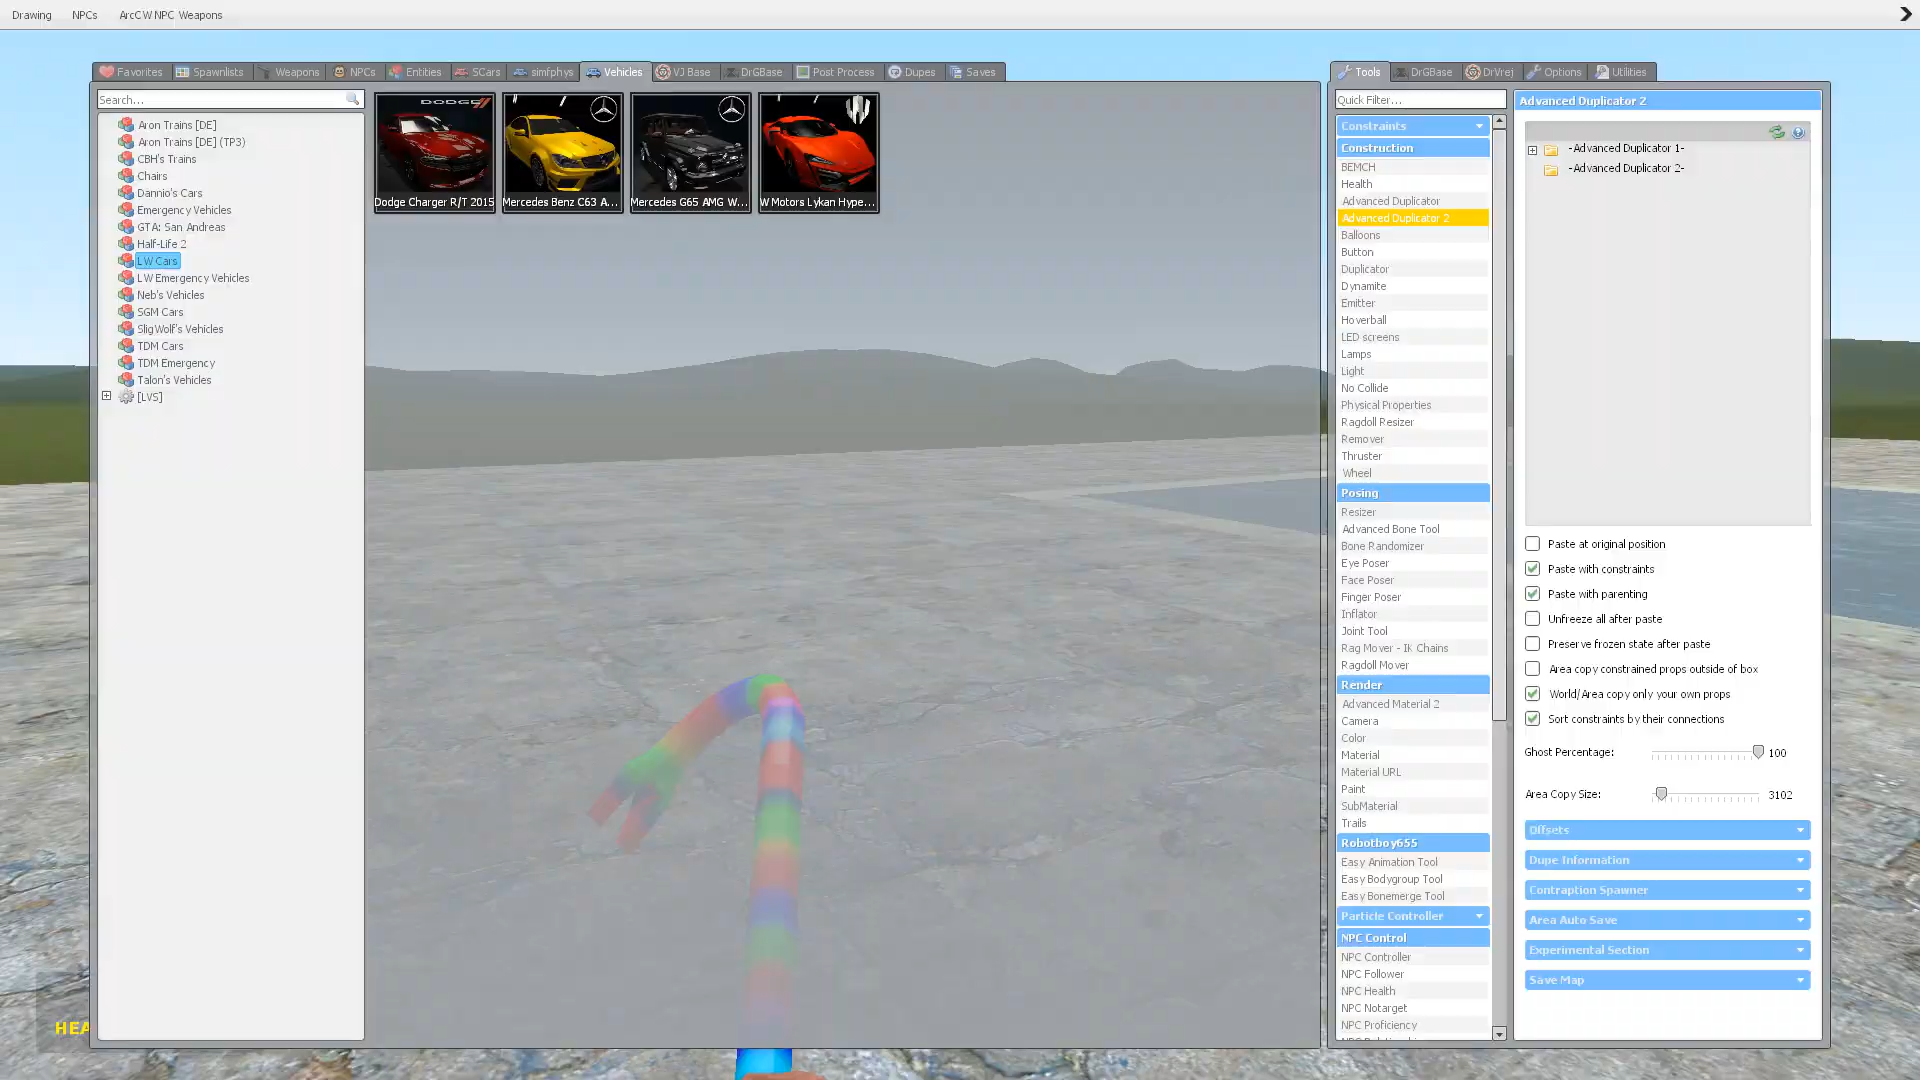 Drawing NPCs ArcCW NPC Weapons
Favorites Spawnlists Weapons NPCs Entities SCars simfphys Vehicles VJ Base DrGBase Post Process Dupes Saves
Search...
Aron Trains [DE]
Aron Trains [DE] (TP3)
CBH's Trains
Chairs
Dannio's Cars
Emergency Vehicles
GTA: San Andreas
Half-Life 2
LW Cars
LW Emergency Vehicles
Neb's Vehicles
SGM Cars
SligWolf's Vehicles
TDM Cars
TDM Emergency
Talon's Vehicles
[LVS]
DODGE
Dodge Charger R/T 2015 Mercedes Benz C63 A... Mercedes G65 AMG W... W Motors Lykan Hype...
HEA
Tools DrGBase DrVrej Options Utilities
Quick Filter...
Constraints
Construction
BEMCH
Health
Advanced Duplicator
Advanced Duplicator 2
Balloons
Button
Duplicator
Dynamite
Emitter
Hoverball
LED screens
Lamps
Light
No Collide
Physical Properties
Ragdoll Resizer
Remover
Thruster
Wheel
Posing
Resizer
Advanced Bone Tool
Bone Randomizer
Eye Poser
Face Poser
Finger Poser
Inflator
Joint Tool
Rag Mover - Ik Chains
Ragdoll Mover
Render
Advanced Material 2
Camera
Color
Material
Material URL
Paint
SubMaterial
Trails
Robotboy655
Easy Animation Tool
Easy Bodygroup Tool
Easy Bonemerge Tool
Particle Controller
NPC Control
NPC Controller
NPC Follower
NPC Health
NPC Notarget
NPC Proficiency
Advanced Duplicator 2
-Advanced Duplicator 1-
-Advanced Duplicator 2-
Paste at original position
Paste with constraints
Paste with parenting
Unfreeze all after paste
Preserve frozen state after paste
Area copy constrained props outside of box
World/Area copy only your own props
Sort constraints by their connections
Ghost Percentage: 100
Area Copy Size: 3102
Offsets
Dupe Information
Contraption Spawner
Area Auto Save
Experimental Section
Save Map